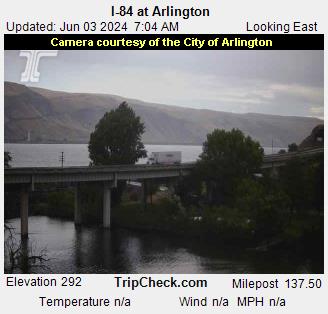 I-84 at Arlington
Updated: Jun 03 2024 7:04 AM Looking East
Camera courtesy of the City of Arlington
Elevation 292 TripCheck.com Milepost 137.50
Temperature n/a Wind n/a MPH n/a